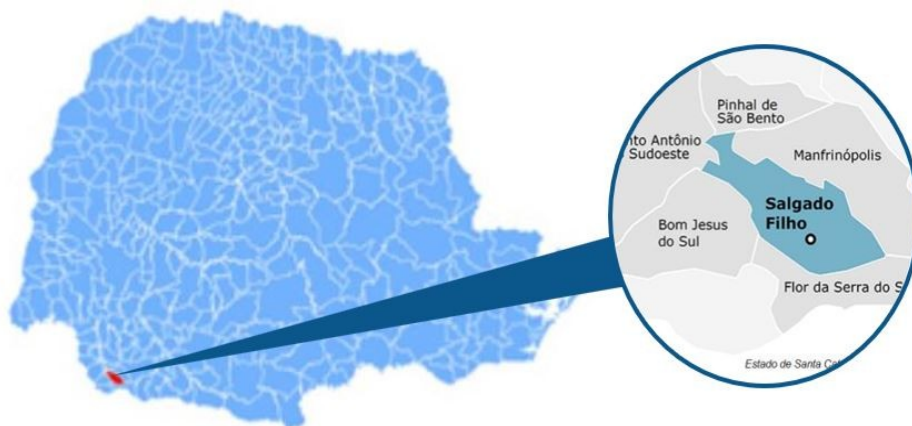 Pinhal de
São Bento
nto Antônio
Sudoeste
Manfrinópolis
Salgado
Filho
Bom Jesus
do Sul
Flor da Serra do S
Estado de Santa Cat